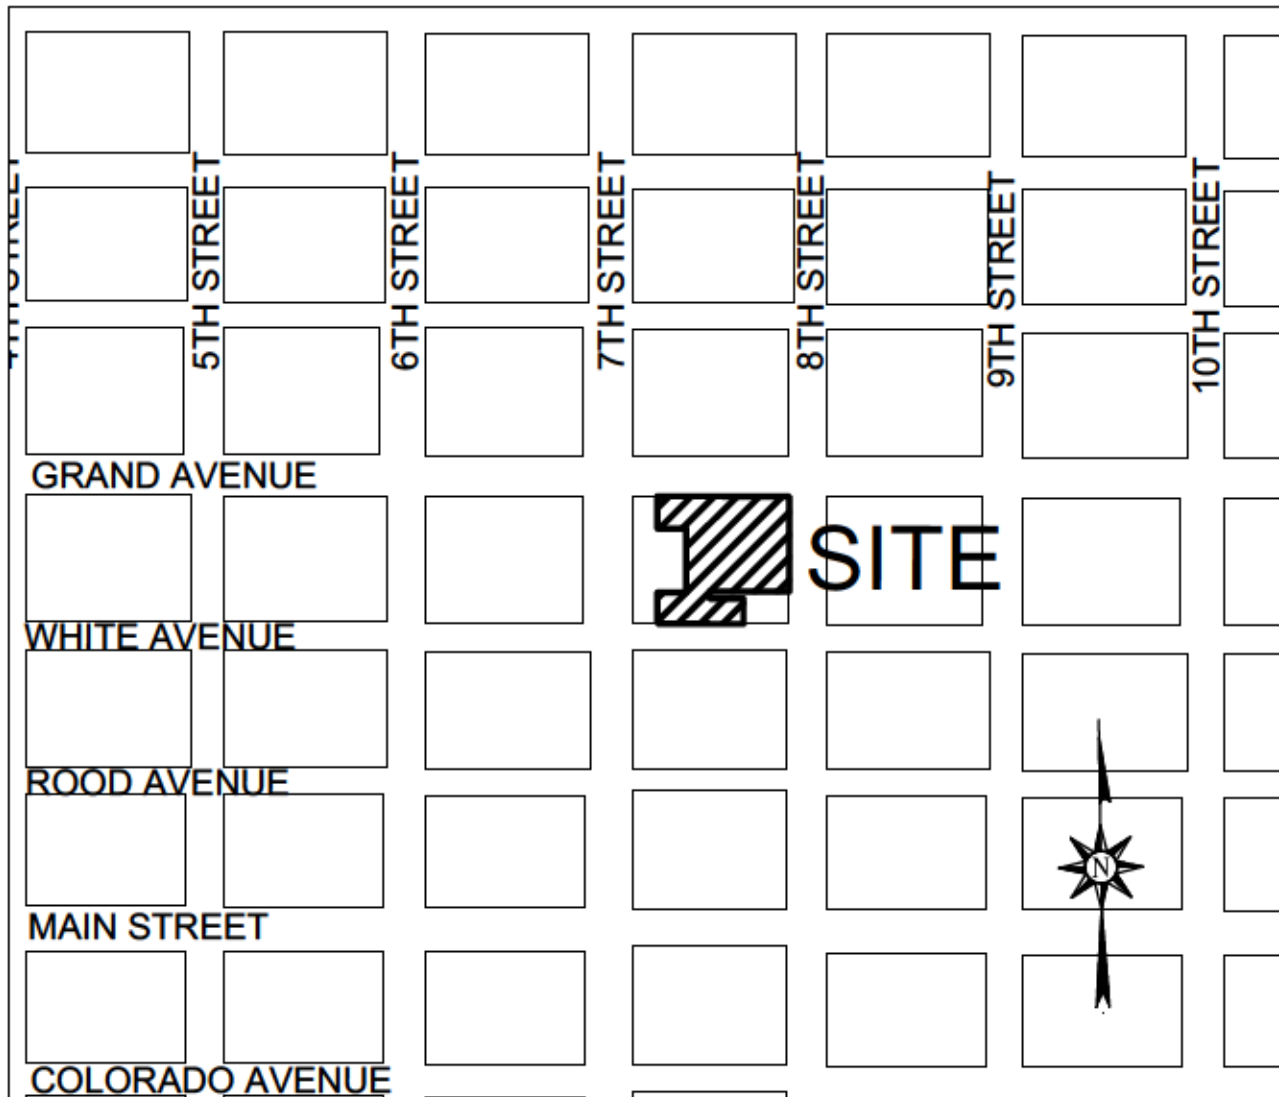 5TH STREET
6TH STREET
7TH STREET
8TH STREET
9TH STREET
10TH STREET
GRAND AVENUE
SITE
WHITE AVENUE
ROOD AVENUE
N
MAIN STREET
COLORADO AVENUE